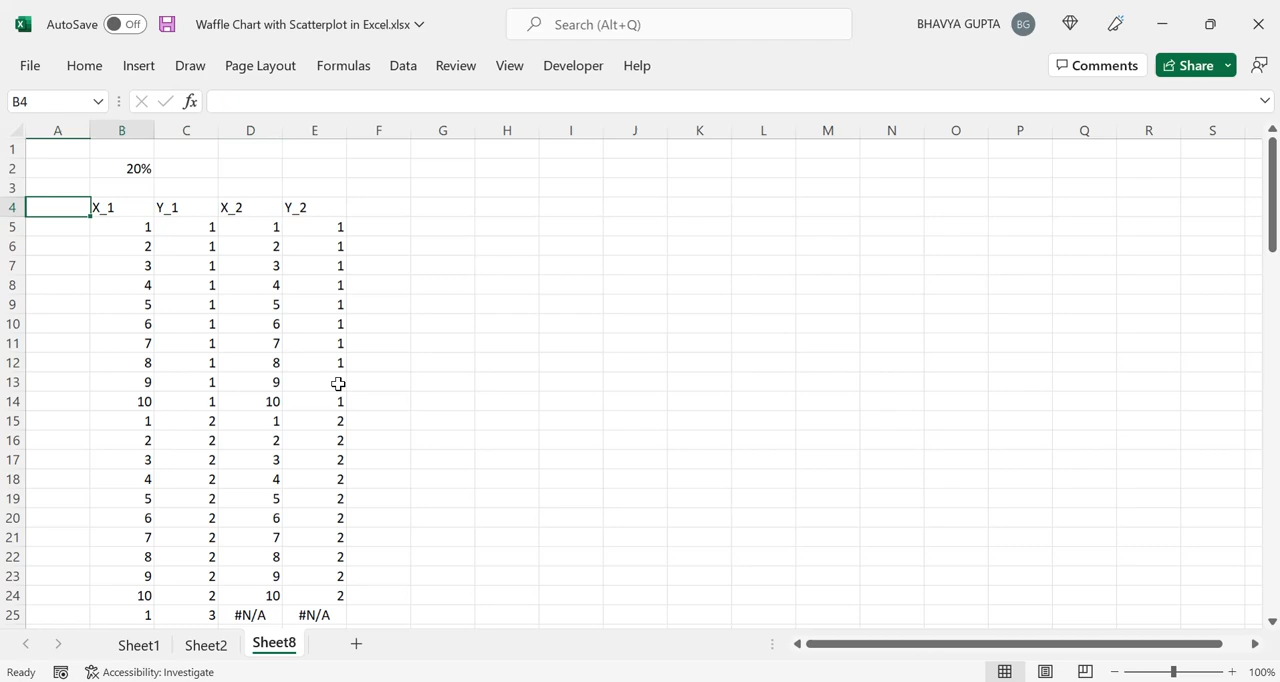 AutoSave Off Waffle Chart with Scatterplot in Excel.xlsx Search (Alt+Q) BHAVYA GUPTA BG
File Home Insert Draw Page Layout Formulas Data Review View Developer Help Comments Share
B4 fx
A B C D E F G H I J K L M N O P Q R S
1
2 20%
3
4 X_1 Y_1 X_2 Y_2
5 1 1 1 1
6 2 1 2 1
7 3 1 3 1
8 4 1 4 1
9 5 1 5 1
10 6 1 6 1
11 7 1 7 1
12 8 1 8 1
13 9 1 9
14 10 1 10 1
15 1 2 1 2
16 2 2 2 2
17 3 2 3 2
18 4 2 4 2
19 5 2 5 2
20 6 2 6 2
21 7 2 7 2
22 8 2 8 2
23 9 2 9 2
24 10 2 10 2
25 1 3 #N/A #N/A
Sheet1 Sheet2 Sheet8
Ready Accessibility: Investigate 100%